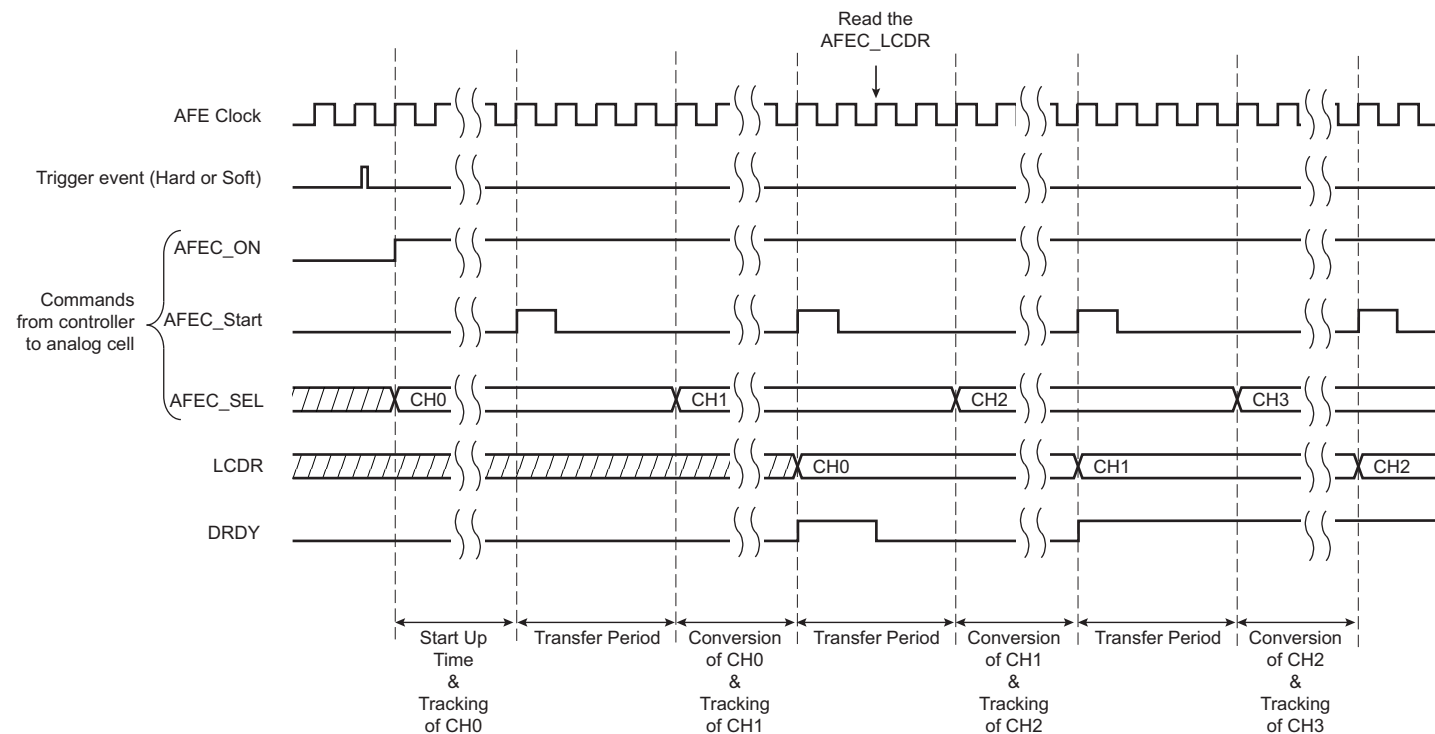 Read the
AFEC_LCDR
AFE Clock
Trigger event (Hard or Soft)
AFEC_ON
Commands
from controller
to analog cell
AFEC_Start
AFEC_SEL
CH0
CH1
CH2
CH3
LCDR
CH0
CH1
CH2
DRDY
Start Up
Time
&
Tracking
of CH0
Transfer Period
Conversion
of CH0
&
Tracking
of CH1
Transfer Period
Conversion
of CH1
&
Tracking
of CH2
Transfer Period
Conversion
of CH2
&
Tracking
of CH3